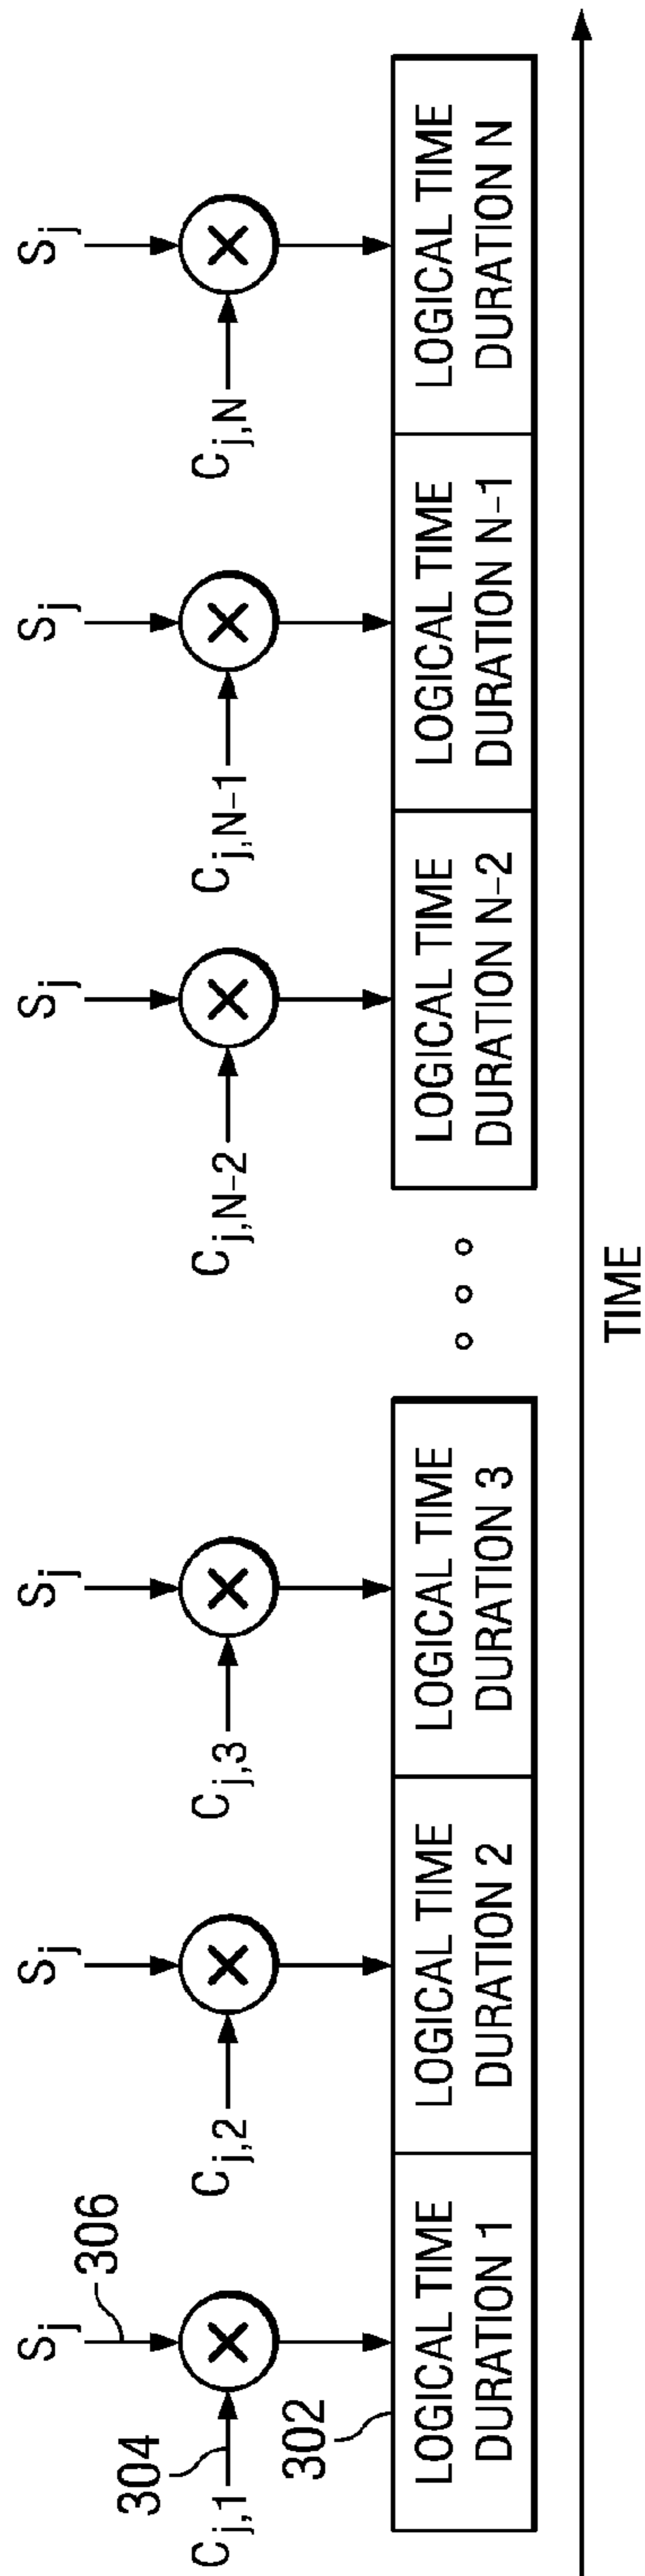 S_j S_j S_j S_j S_j S_j
306
304
C_j,1 C_j,2 C_j,3 C_j,N-2 C_j,N-1 C_j,N
302
LOGICAL TIME
DURATION 1
LOGICAL TIME
DURATION 2
LOGICAL TIME
DURATION 3
LOGICAL TIME
DURATION N-2
LOGICAL TIME
DURATION N-1
LOGICAL TIME
DURATION N
TIME